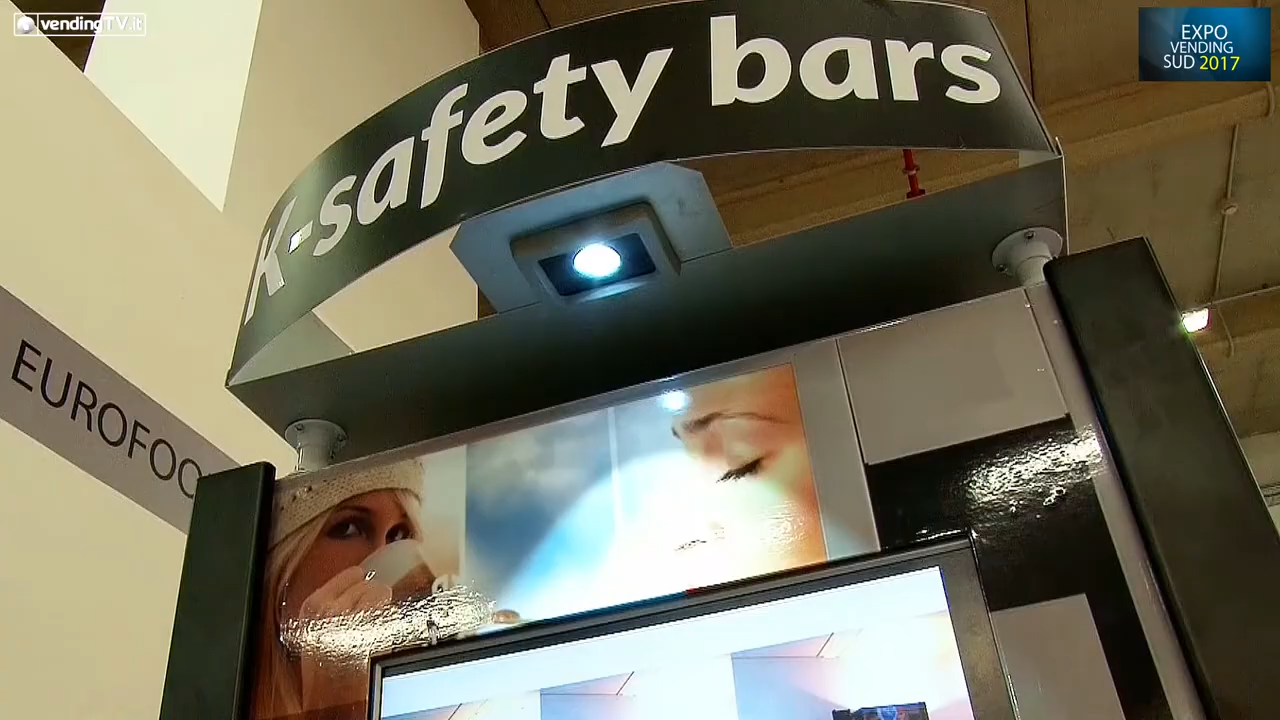 vendingTV.it
EXPO
VENDING
SUD 2017
K-safety bars
EUROFOO